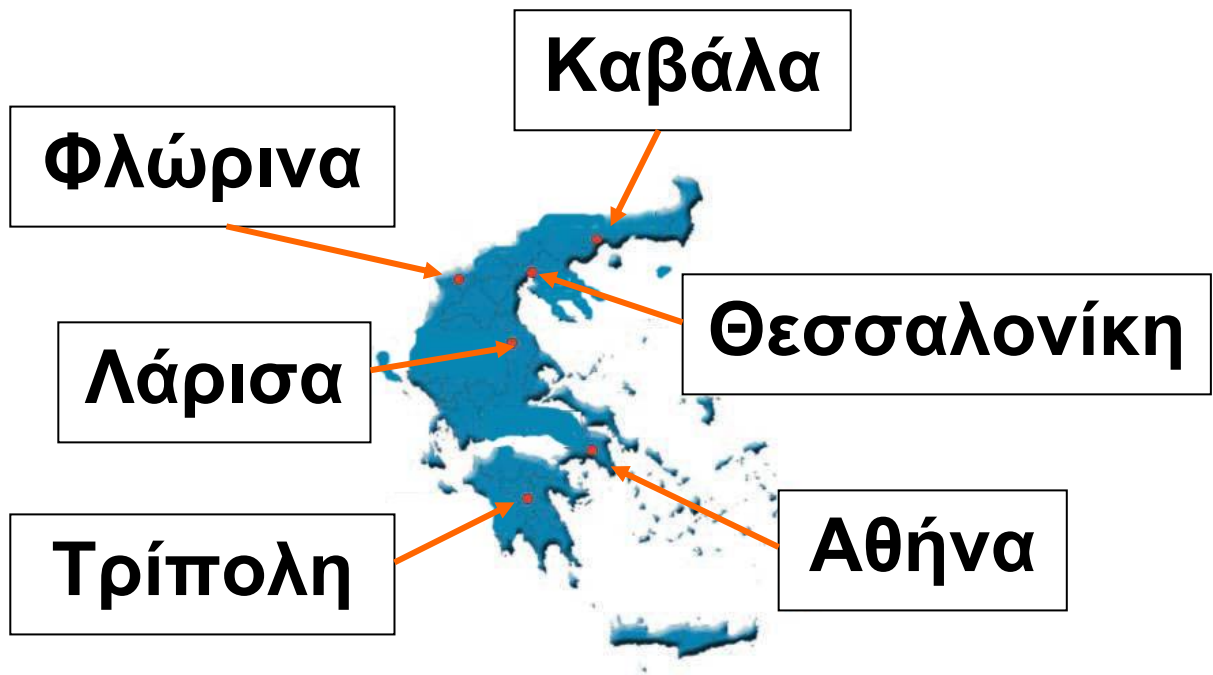 Καβάλα
Φλώρινα
Θεσσαλονίκη
Λάρισα
Αθήνα
Τρίπολη